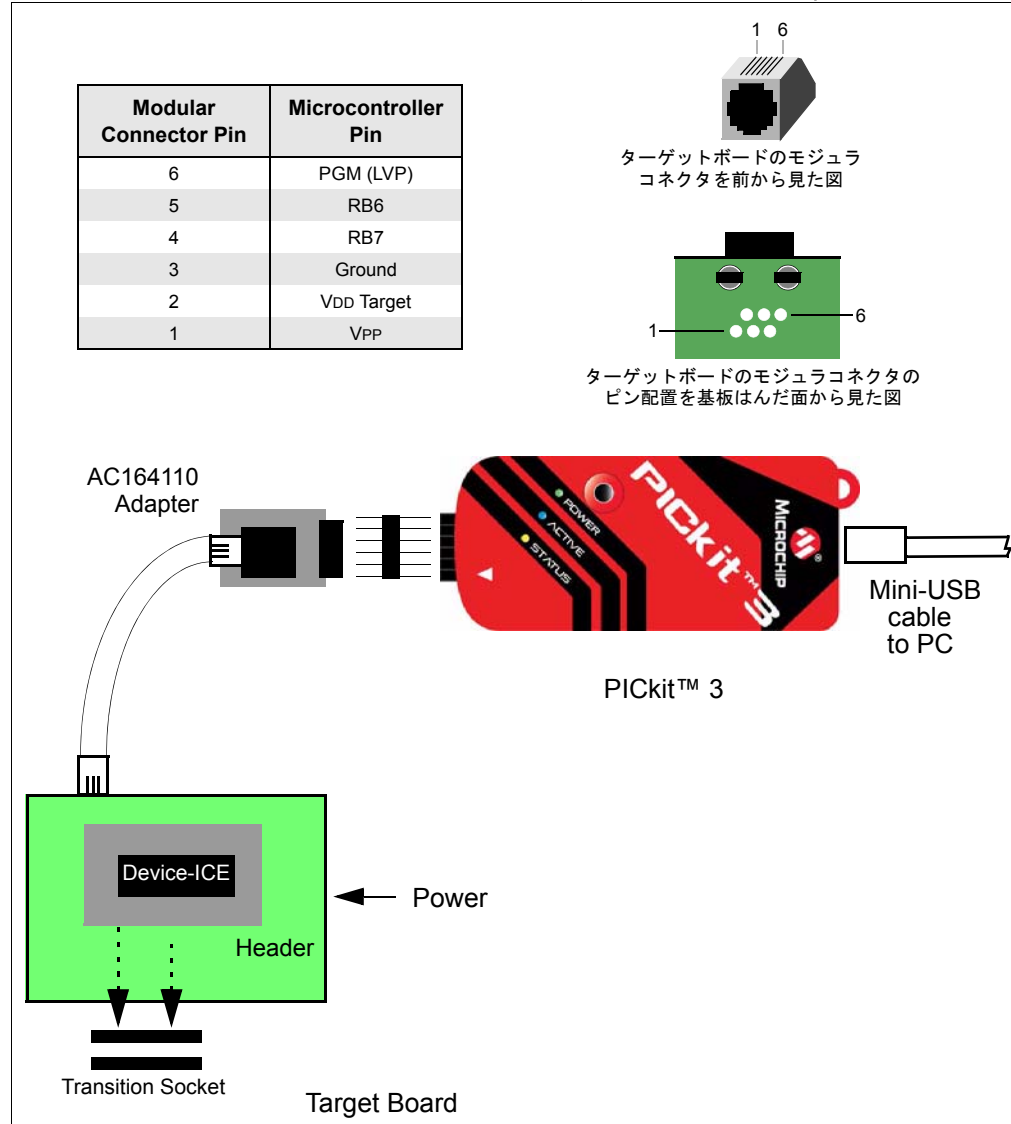 1 6
Modular Connector Pin Microcontroller Pin
6 PGM (LVP)
5 RB6
4 RB7
3 Ground
2 VDD Target
1 VPP
ターゲットボードのモジュラ
コネクタを前から見た図
1
6
ターゲットボードのモジュラコネクタの
ピン配置を基板はんだ面から見た図
AC164110
Adapter
POWER
ACTIVE
STATUS
PICkit™ 3
MICROCHIP
®
Mini-USB
cable
to PC
PICkit™ 3
Device-ICE
Power
Header
Transition Socket
Target Board